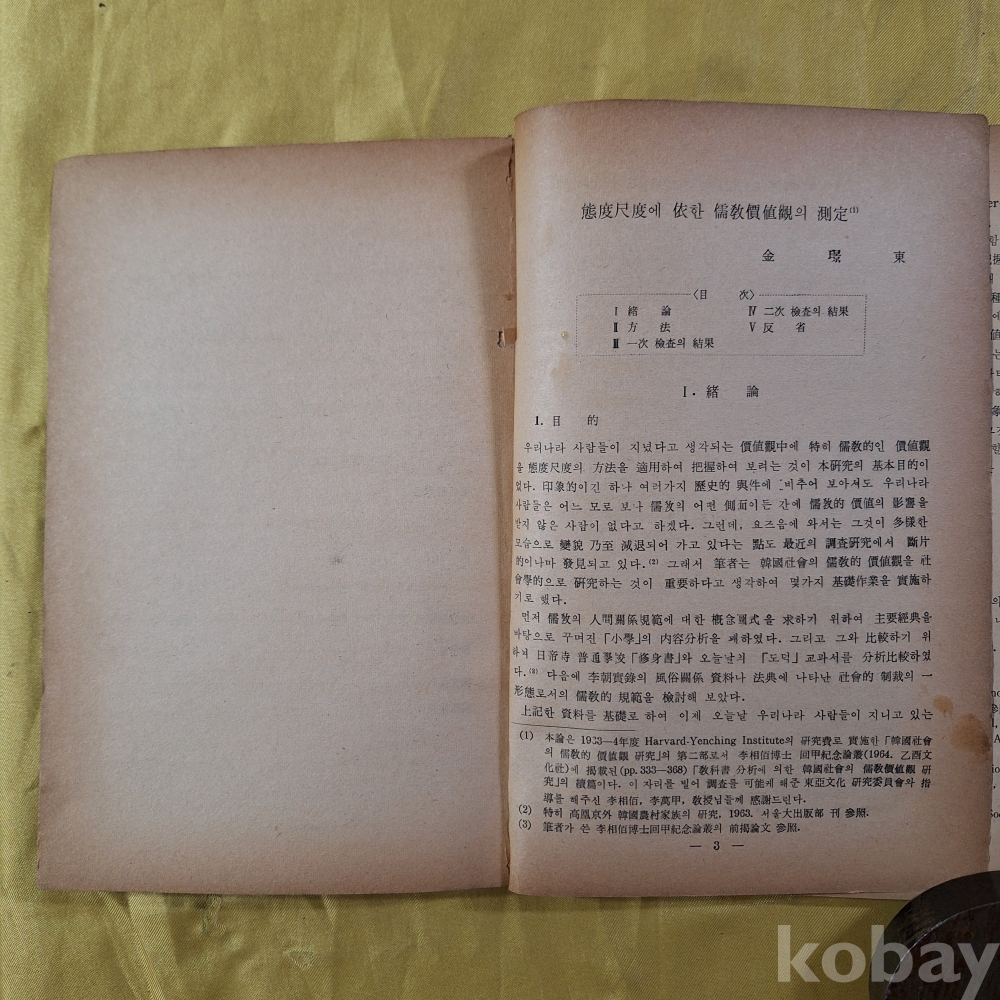 態度尺度에 依한 儒敎價値觀의 測定(1)
金 璟 東
〈目 次〉
Ⅰ 緖 論
Ⅱ 方 法
Ⅲ 一次 檢査의 結果
Ⅳ 二次 檢査의 結果
Ⅴ 反 省
Ⅰ. 緖 論
1. 目 的
우리나라 사람들이 지녔다고 생각되는 價値觀中에 特히 儒敎的인 價値觀
을 態度尺度의 方法을 適用하여 把握하여 보려는 것이 本硏究의 基本目的이
었다. 印象的이긴 하나 여러가지 歷史的 與件에 비추어 보아서도 우리나라
사람들은 어느 모로 보나 儒敎의 어떤 側面이든 간에 儒敎的 價値의 影響을
받지 않은 사람이 없다고 하겠다. 그런데, 요즈음에 와서는 그것이 多樣한
모습으로 變貌 乃至 減退되어 가고 있다는 點도 最近의 調査硏究에서 斷片
的이나마 發見되고 있다.(2) 그래서 筆者는 韓國社會의 儒敎的 價値觀을 社
會學的으로 硏究하는 것이 重要하다고 생각하여 몇가지 基礎作業을 實施하
기로 했다.
먼저 儒敎의 人間關係規範에 대한 概念圖式을 求하기 위하여 主要經典을
바탕으로 꾸며진 「小學」의 內容分析을 꾀하였다. 그리고 그와 比較하기 위
하여 日帝時 普通學校 「修身書」와 오늘날의 「도덕」 교과서를 分析比較하였
다.(3) 다음에 李朝實錄의 風俗關係 資料나 法典에 나타난 社會的 制裁의 一
形態로서의 儒敎的 規範을 檢討해 보았다.
上記한 資料를 基礎로 하여 이제 오늘날 우리나라 사람들이 지니고 있는
(1) 本論은 1963—4年度 Harvard-Yenching Institute의 硏究費로 實施한 「韓國社會
의 儒敎的 價値觀 硏究」의 第二部로서 李相佰博士 回甲紀念論叢(1964. 乙酉文
化社)에 揭載된(pp. 333—368) 「敎科書 分析에 의한 韓國社會의 儒敎價値觀 硏
究」의 續篇이다. 이 자리를 빌어 調査를 可能케 해준 東亞文化 硏究委員會와 指
導를 해주신 李相佰, 李萬甲, 敎授님들께 感謝드린다.
(2) 特히 高凰京外 韓國農村家族의 硏究, 1963. 서울大出版部 刊 參照.
(3) 筆者가 쓴 李相佰博士回甲紀念論叢의 前揭論文 參照.
— 3 —
kobay